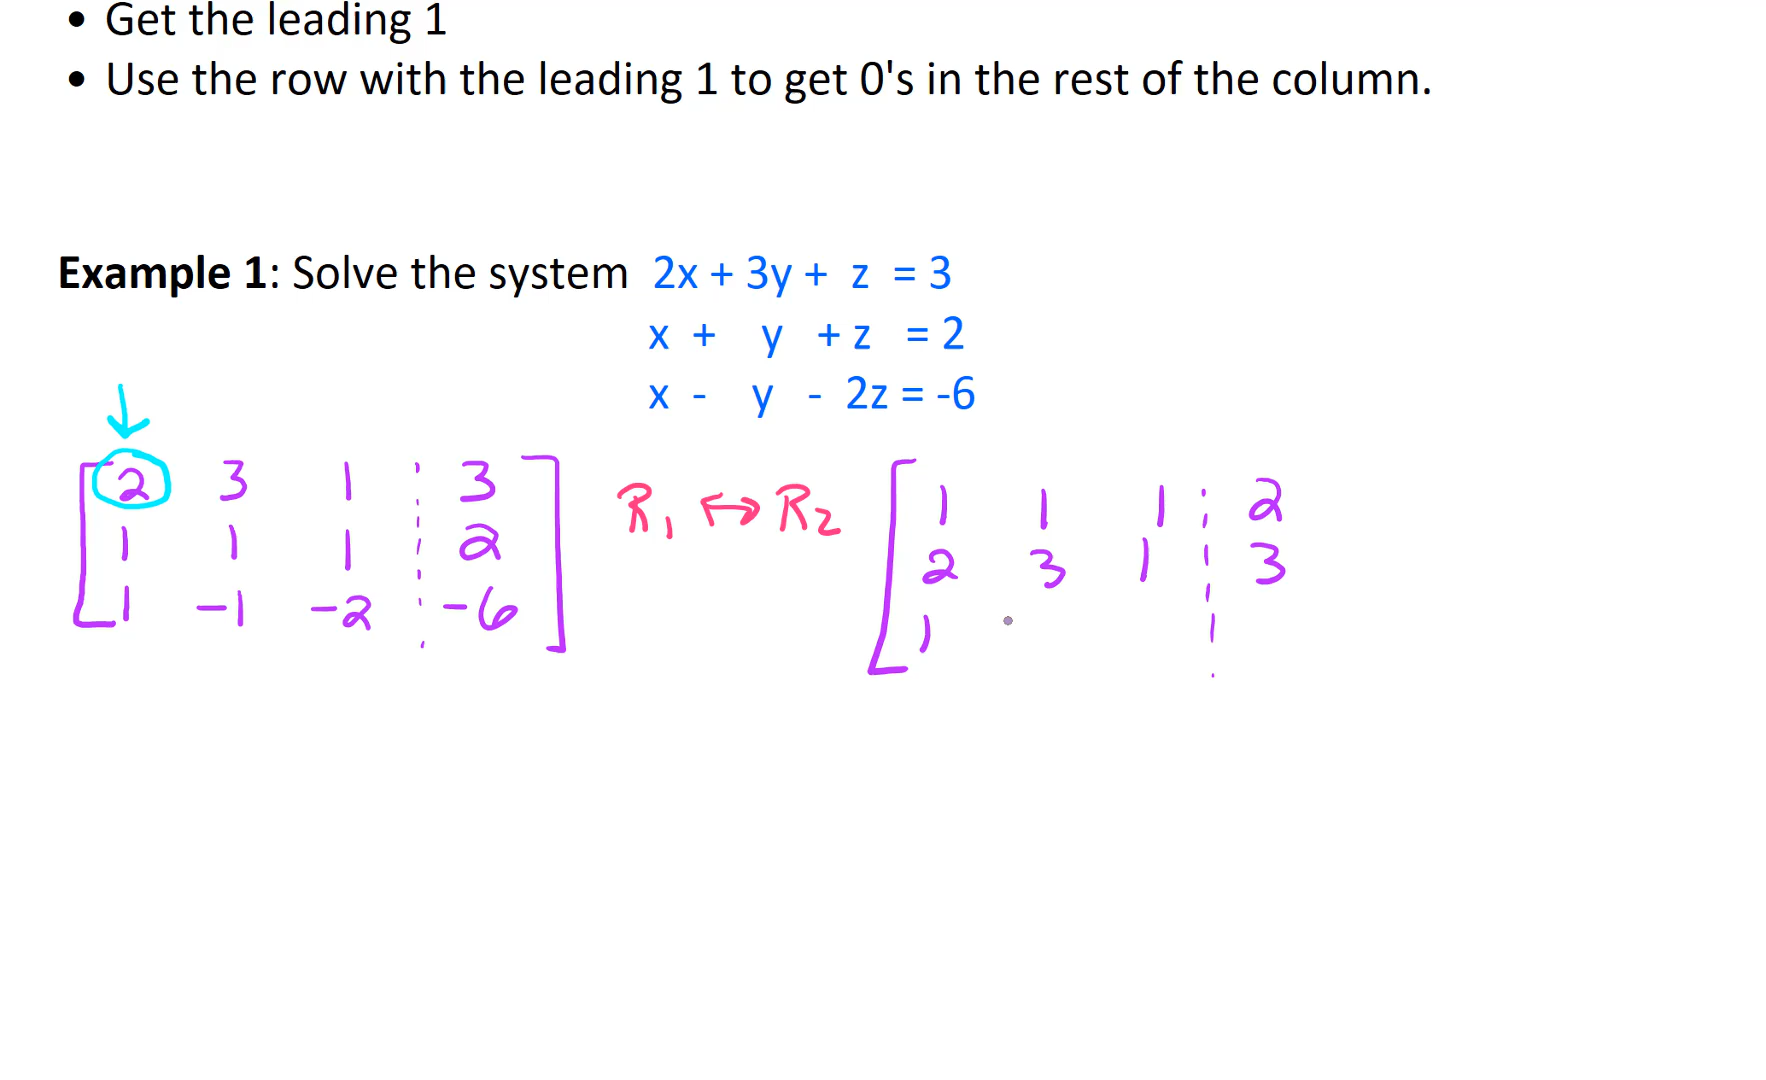 • Get the leading 1
• Use the row with the leading 1 to get 0's in the rest of the column.
Example 1: Solve the system 2x + 3y + z = 3
x + y + z = 2
x - y - 2z = -6
2 3 1 3
1 1 1 2
1 -1 -2 -6
R1 ↔ R2
1 1 1 2
2 3 1 3
1